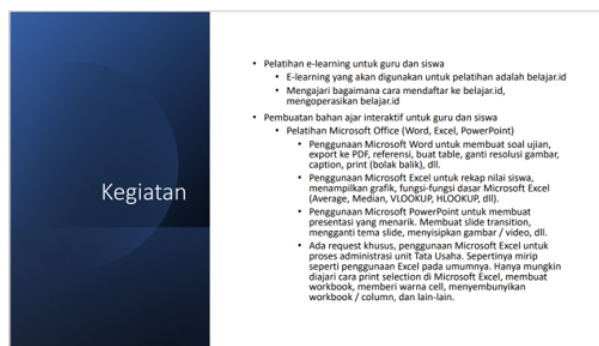 Kegiatan
• Pelatihan e-learning untuk guru dan siswa
• E-learning yang akan digunakan untuk pelatihan adalah belajar.id
• Mengajari bagaimana cara mendaftar ke belajar.id,
mengoperasikan belajar.id
• Pembuatan bahan ajar interaktif untuk guru dan siswa
• Pelatihan Microsoft Office (Word, Excel, PowerPoint)
• Penggunaan Microsoft Word untuk membuat soal ujian,
export ke PDF, referensi, buat table, ganti resolusi gambar,
caption, print (bolak balik), dll.
• Penggunaan Microsoft Excel untuk rekap nilai siswa,
menampilkan grafik, fungsi-fungsi dasar Microsoft Excel
(Average, Median, VLOOKUP, HLOOKUP, dll).
• Penggunaan Microsoft PowerPoint untuk membuat
presentasi yang menarik. Membuat slide transition,
mengganti tema slide, menyisipkan gambar / video, dll.
• Ada request khusus, penggunaan Microsoft Excel untuk
proses administrasi unit Tata Usaha. Sepertinya mirip
seperti penggunaan Excel pada umumnya. Hanya mungkin
diajari cara print selection di Microsoft Excel, membuat
workbook, memberi warna cell, menyembunyikan
workbook / column, dan lain-lain.